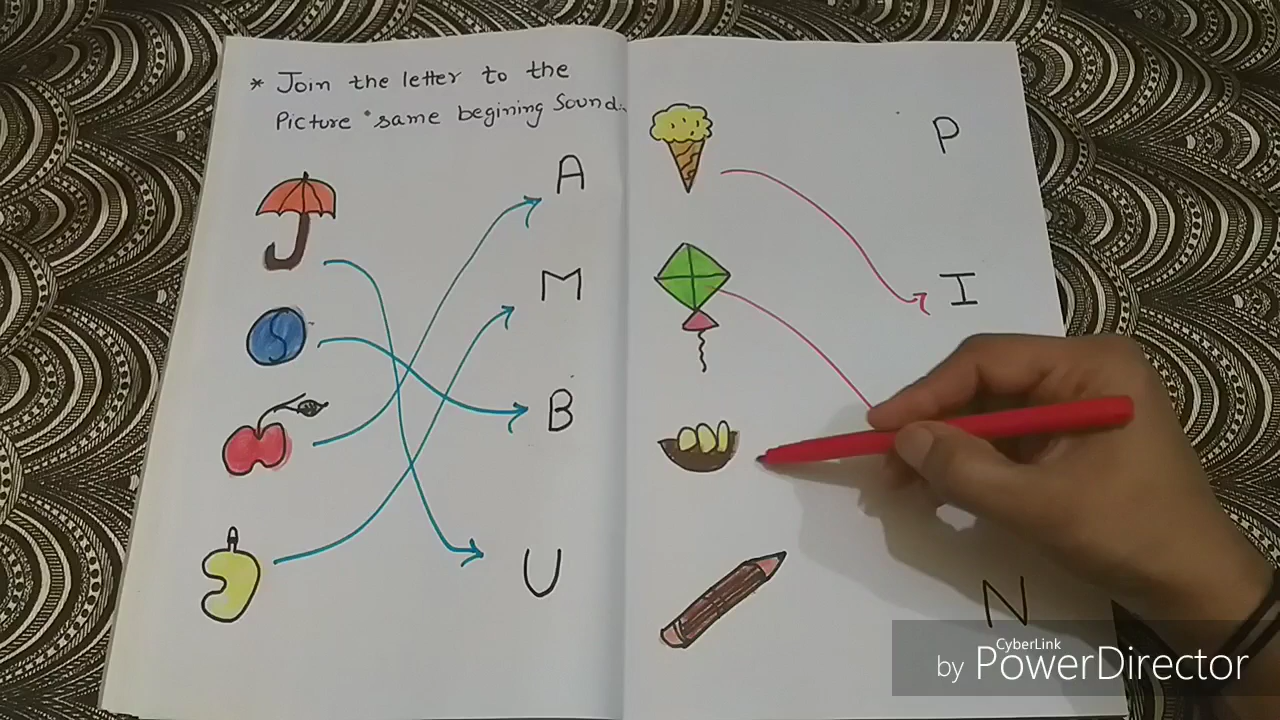 * Join the letter to the
Picture "same begining Sound.
A
M
B
U
P
I
N
CyberLink
by PowerDirector